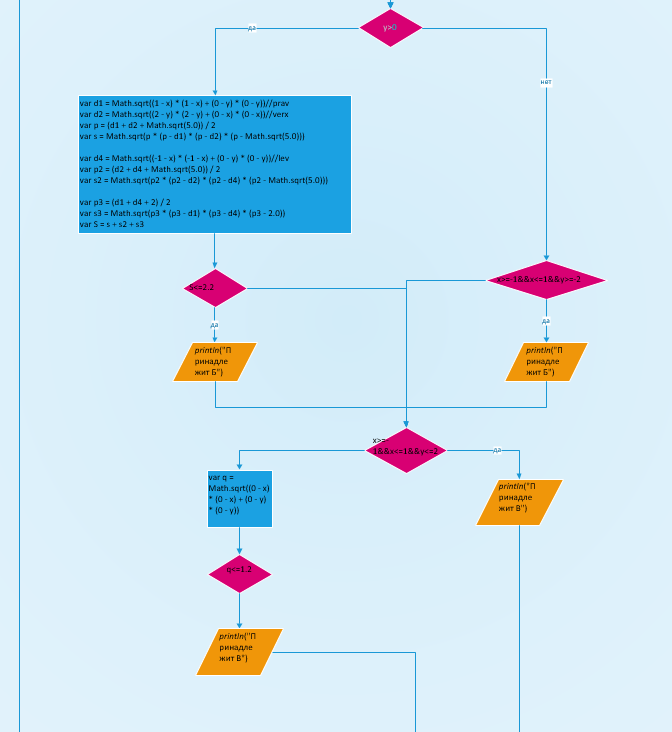 y>0
да
нет
var d1 = Math.sqrt((1 - x) * (1 - x) + (0 - y) * (0 - y))//prav
var d2 = Math.sqrt((2 - y) * (2 - y) + (0 - x) * (0 - x))//verx
var p = (d1 + d2 + Math.sqrt(5.0)) / 2
var s = Math.sqrt(p * (p - d1) * (p - d2) * (p - Math.sqrt(5.0)))
var d4 = Math.sqrt((-1 - x) * (-1 - x) + (0 - y) * (0 - y))//lev
var p2 = (d2 + d4 + Math.sqrt(5.0)) / 2
var s2 = Math.sqrt(p2 * (p2 - d2) * (p2 - d4) * (p2 - Math.sqrt(5.0)))
var p3 = (d1 + d4 + 2) / 2
var s3 = Math.sqrt(p3 * (p3 - d1) * (p3 - d4) * (p3 - 2.0))
var S = s + s2 + s3
S<=2.2
x>=-1&&x<=1&&y>=-2
да
да
println("П
ринадле
жит Б")
println("П
ринадле
жит Б")
x>=-
1&&x<=1&&y<=2
да
var q =
Math.sqrt((0 - x)
* (0 - x) + (0 - y)
* (0 - y))
println("П
ринадле
жит В")
q<=1.2
println("П
ринадле
жит В")